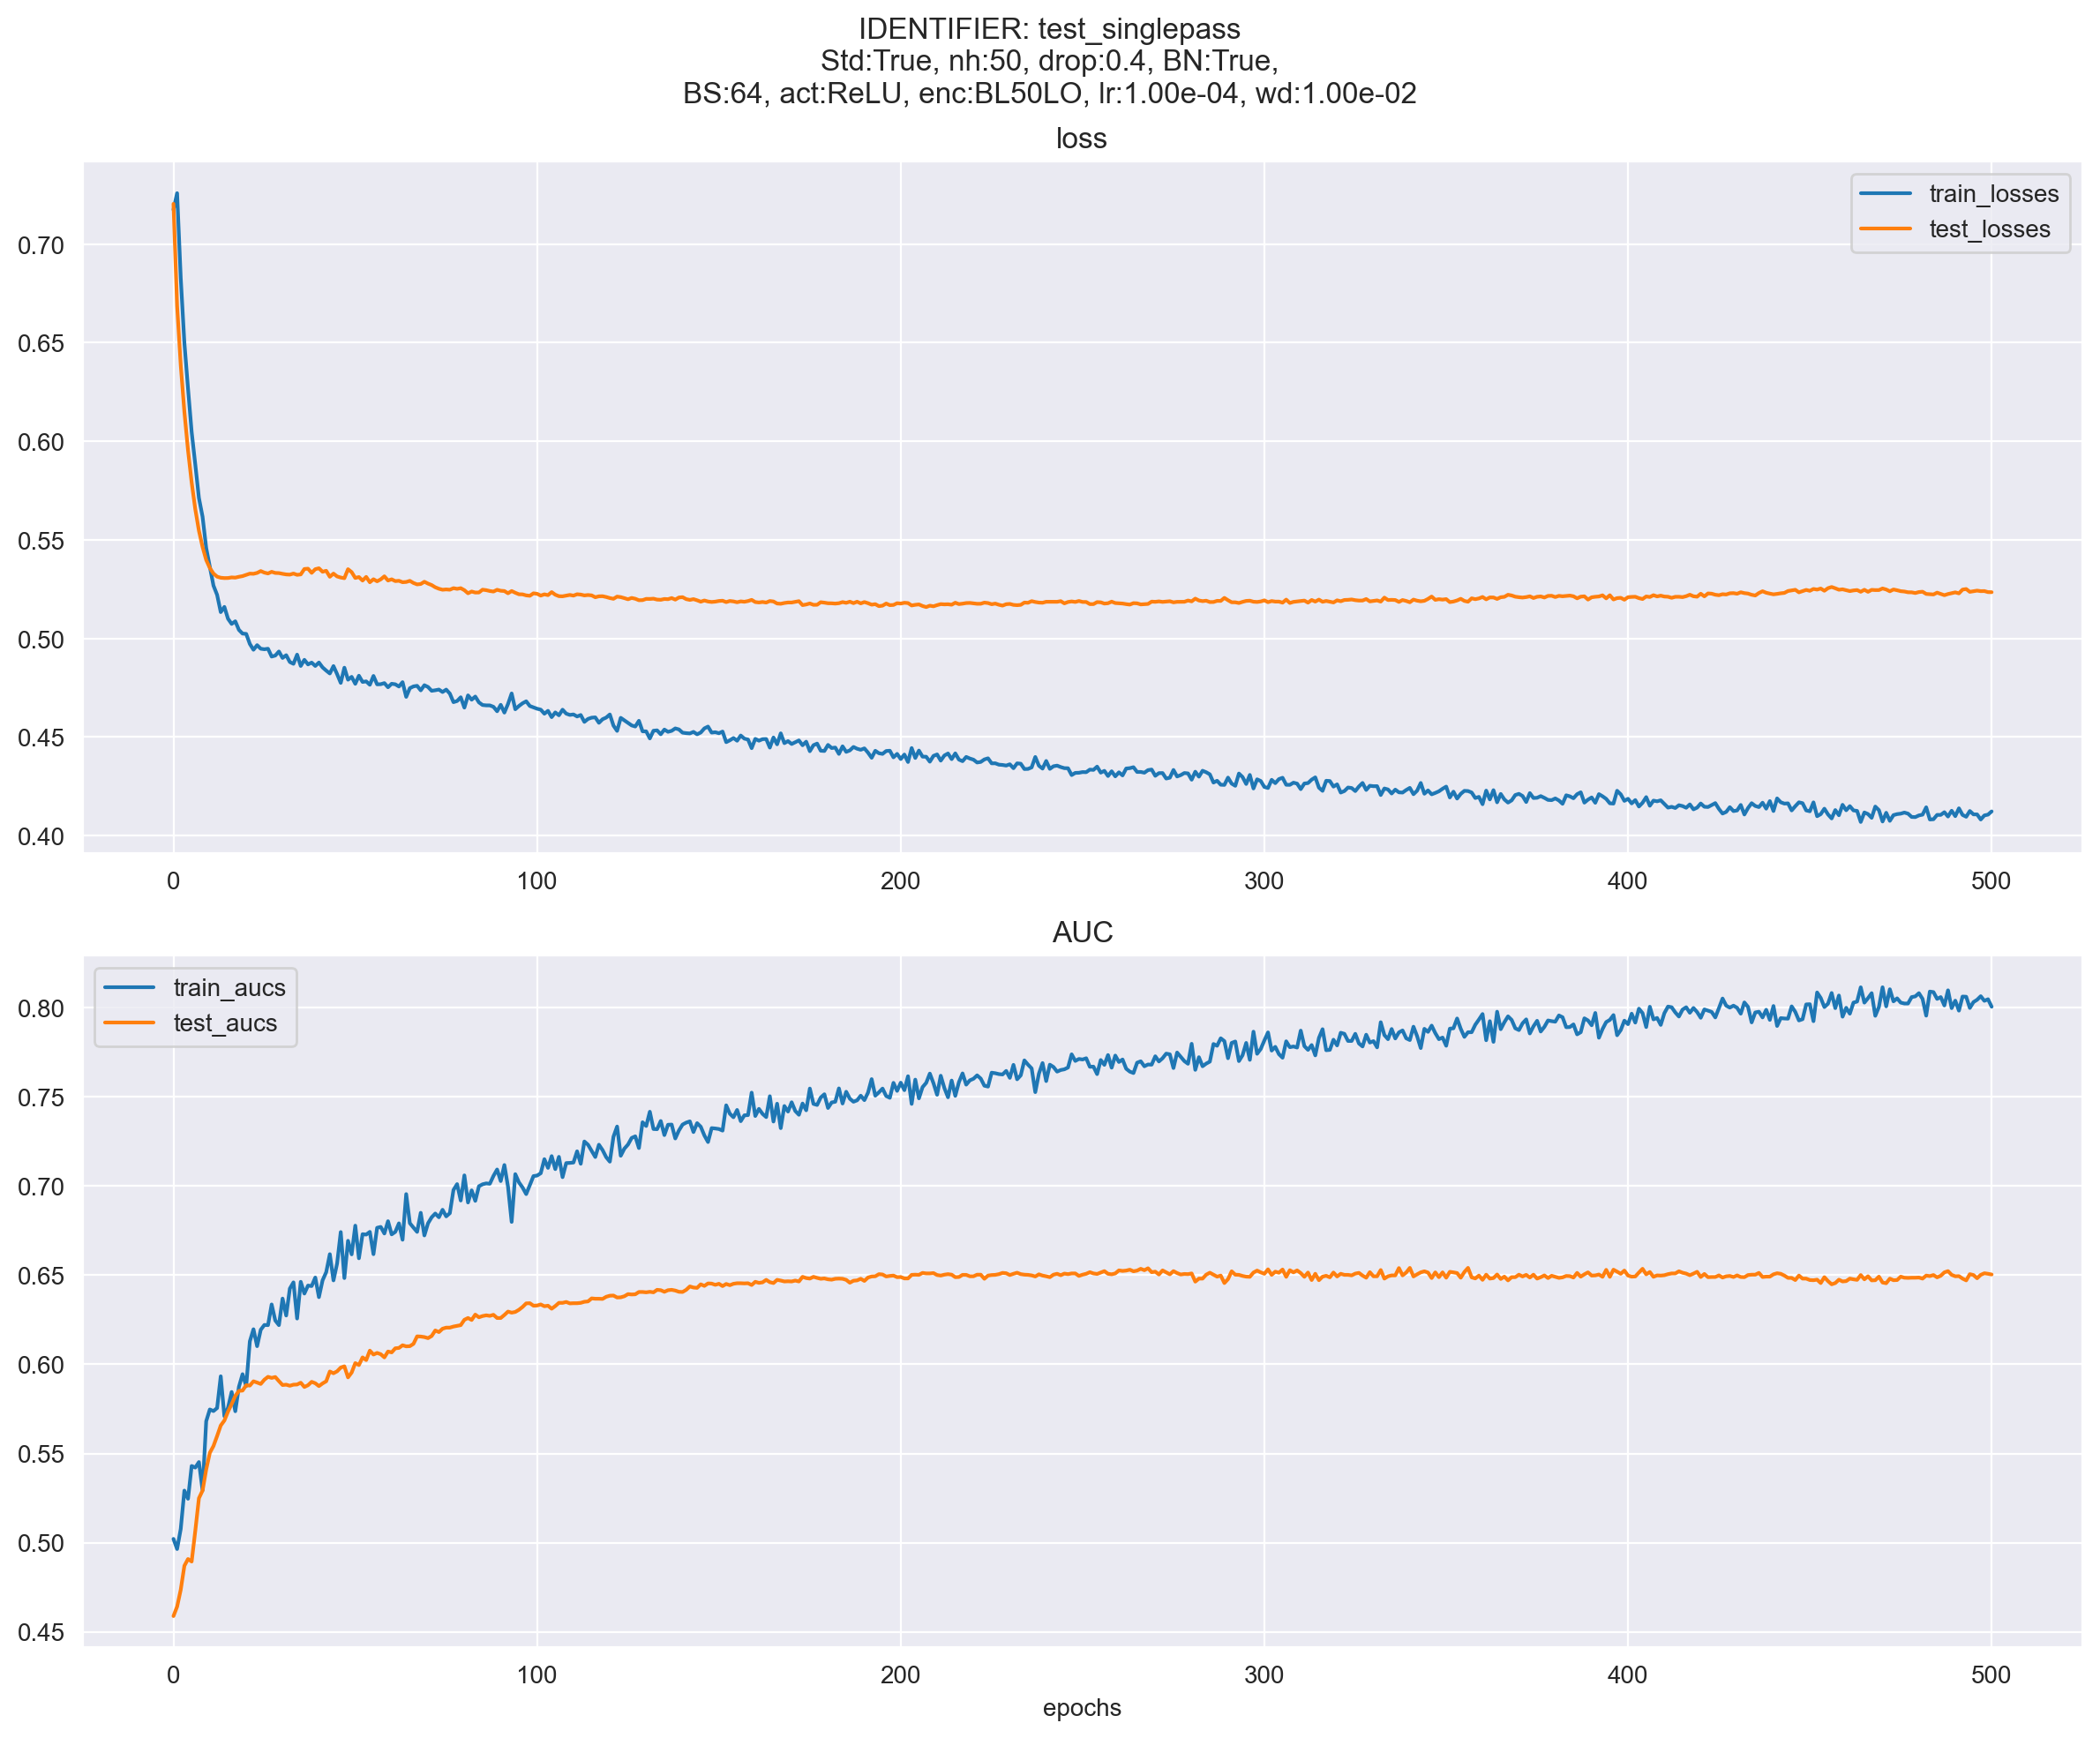 IDENTIFIER: test_singlepass
Std:True, nh:50, drop:0.4, BN:True,
BS:64, act:ReLU, enc:BL50LO, lr:1.00e-04, wd:1.00e-02
loss
train_losses
test_losses
0.70
0.65
0.60
0.55
0.50
0.45
0.40
0 100 200 300 400 500
AUC
train_aucs
test_aucs
0.80
0.75
0.70
0.65
0.60
0.55
0.50
0.45
0 100 200 300 400 500
epochs